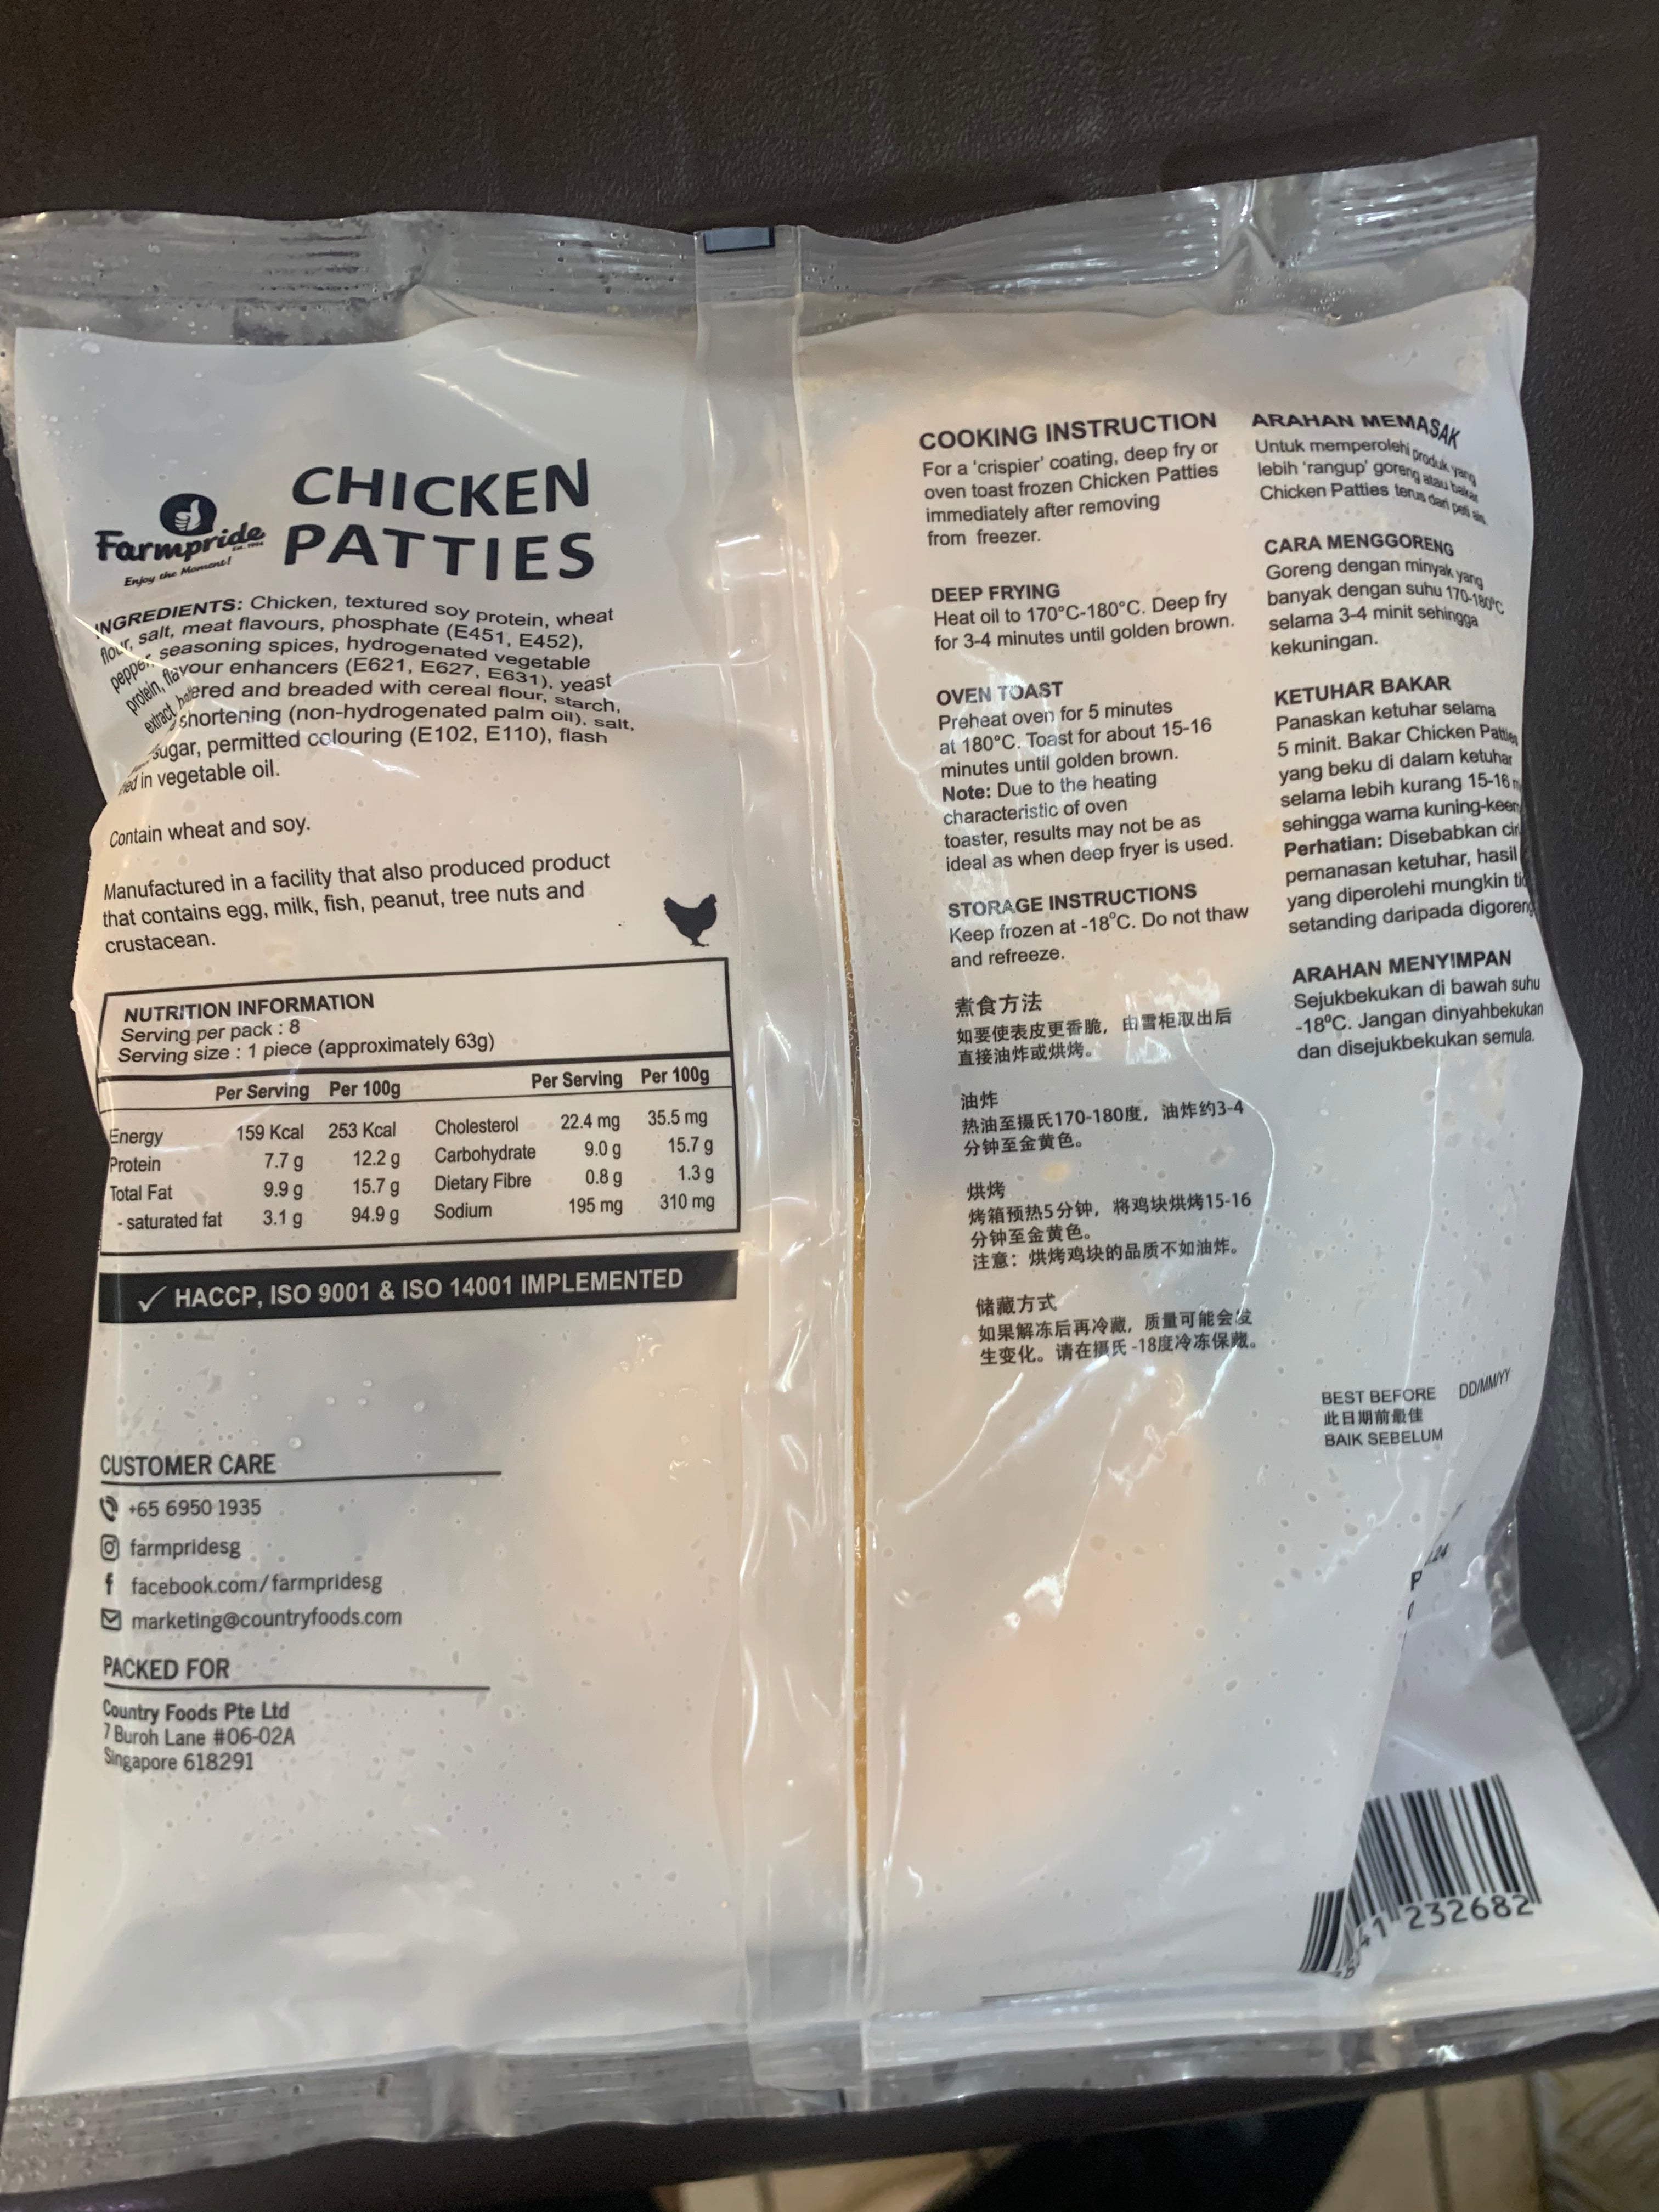 Farmpride
Est. 1994
Enjoy the Moment!
CHICKEN
PATTIES
INGREDIENTS: Chicken, textured soy protein, wheat
flour, salt, meat flavours, phosphate (E451, E452),
pepper, seasoning spices, hydrogenated vegetable
protein, flavour enhancers (E621, E627, E631), yeast
extract, battered and breaded with cereal flour, starch,
shortening (non-hydrogenated palm oil), salt,
sugar, permitted colouring (E102, E110), flash
fried in vegetable oil.
Contain wheat and soy.
Manufactured in a facility that also produced product
that contains egg, milk, fish, peanut, tree nuts and
crustacean.
NUTRITION INFORMATION
Serving per pack : 8
Serving size : 1 piece (approximately 63g)
Per Serving Per 100g Per Serving Per 100g
Energy 159 Kcal 253 Kcal Cholesterol 22.4 mg 35.5 mg
Protein 7.7 g 12.2 g Carbohydrate 9.0 g 15.7 g
Total Fat 9.9 g 15.7 g Dietary Fibre 0.8 g 1.3 g
- saturated fat 3.1 g 94.9 g Sodium 195 mg 310 mg
✓ HACCP, ISO 9001 & ISO 14001 IMPLEMENTED
CUSTOMER CARE
+65 6950 1935
farmpridesg
facebook.com/farmpridesg
marketing@countryfoods.com
PACKED FOR
Country Foods Pte Ltd
7 Buroh Lane #06-02A
Singapore 618291
COOKING INSTRUCTION
For a 'crispier' coating, deep fry or
oven toast frozen Chicken Patties
immediately after removing
from freezer.
DEEP FRYING
Heat oil to 170°C-180°C. Deep fry
for 3-4 minutes until golden brown.
OVEN TOAST
Preheat oven for 5 minutes
at 180°C. Toast for about 15-16
minutes until golden brown.
Note: Due to the heating
characteristic of oven
toaster, results may not be as
ideal as when deep fryer is used.
STORAGE INSTRUCTIONS
Keep frozen at -18°C. Do not thaw
and refreeze.
煮食方法
如要使表皮更香脆，由雪柜取出后
直接油炸或烘烤。
油炸
热油至摄氏170-180度，油炸约3-4
分钟至金黄色。
烘烤
烤箱预热5分钟，将鸡块烘烤15-16
分钟至金黄色。
注意：烘烤鸡块的品质不如油炸。
储藏方式
如果解冻后再冷藏，质量可能会发
生变化。请在摄氏-18度冷冻保藏。
ARAHAN MEMASAK
Untuk memperolehi produk yang
lebih 'rangup' goreng atau bakar
Chicken Patties terus dari peti ais
CARA MENGGORENG
Goreng dengan minyak yang
banyak dengan suhu 170-180°C
selama 3-4 minit sehingga
kekuningan.
KETUHAR BAKAR
Panaskan ketuhar selama
5 minit. Bakar Chicken Patties
yang beku di dalam ketuhar
selama lebih kurang 15-16
sehingga warna
Perhatian: Disebabkan
pemanasan ketuhar, hasil
yang diperolehi mungkin
setanding daripada digoreng
ARAHAN MENYIMPAN
Sejukbekukan di bawah suhu
-18°C. Jangan dinyahbekukan
dan disejukbekukan semula.
BEST BEFORE DD/MM/YY
此日期前最佳
BAIK SEBELUM
41 232682